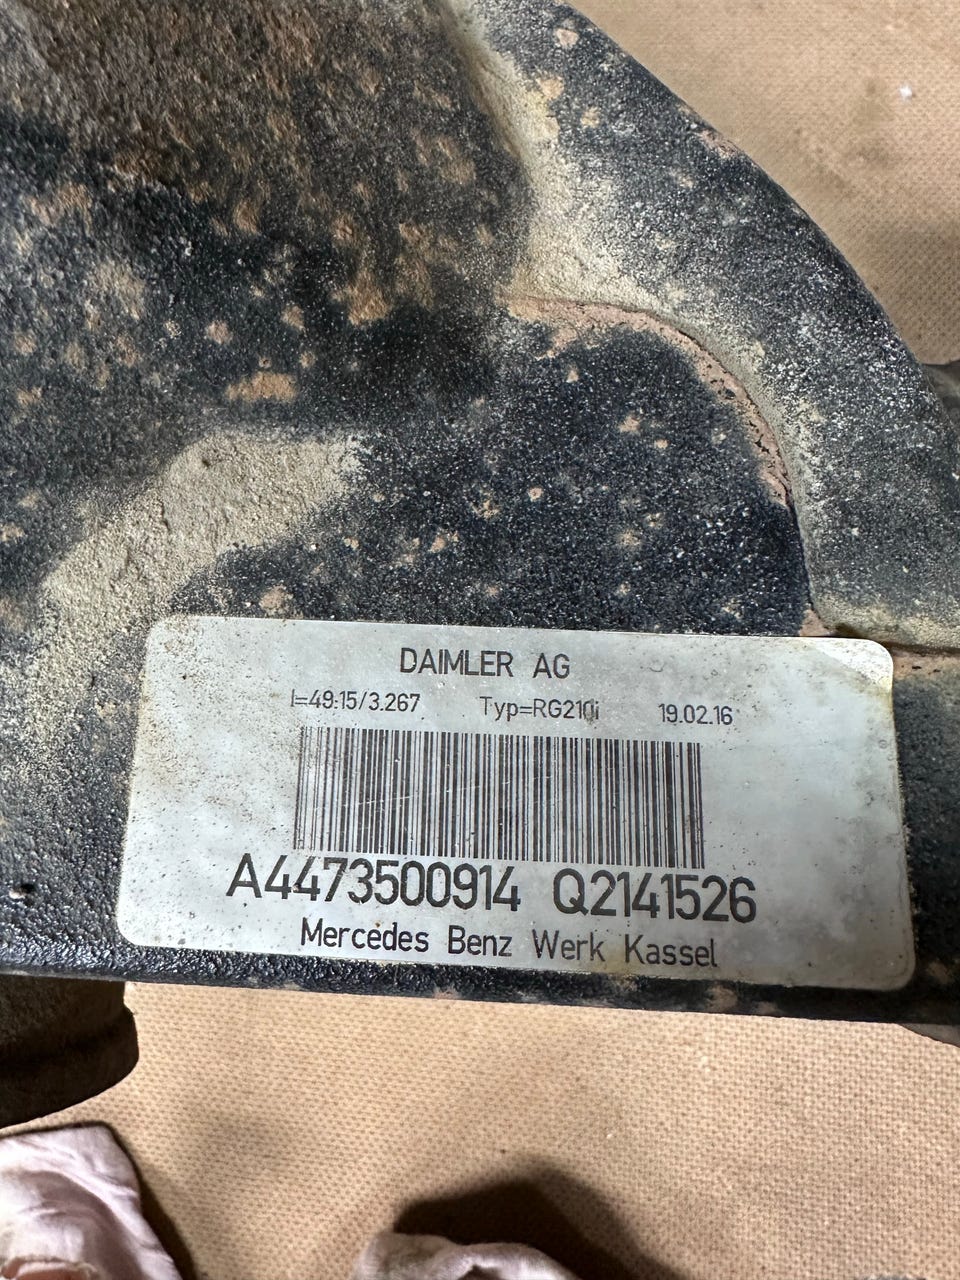 DAIMLER AG
I=49:15/3.267 Typ=RG210i 19.02.16
A4473500914 Q2141526
Mercedes Benz Werk Kassel